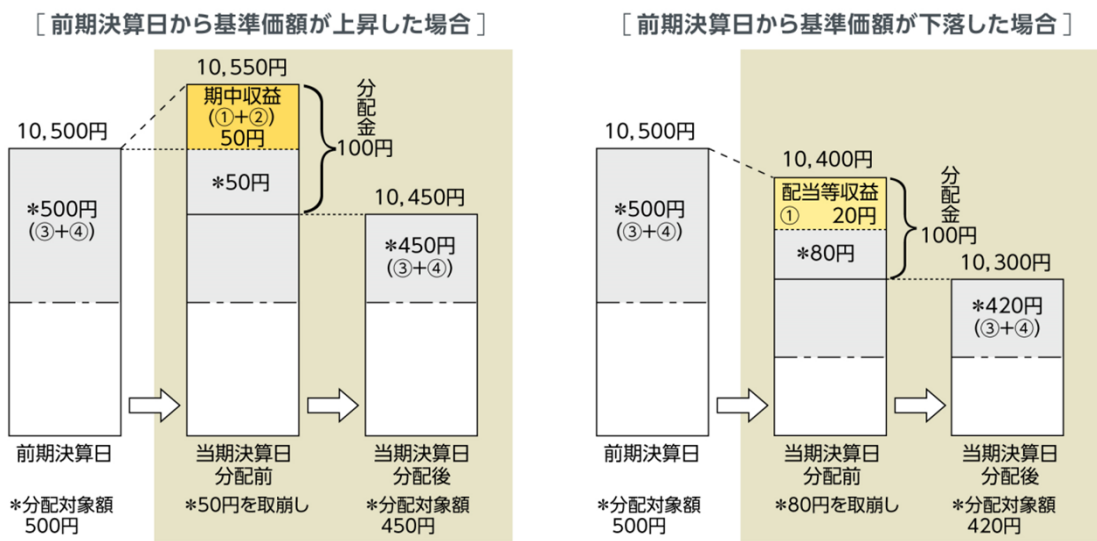 [前期決算日から基準価額が上昇した場合]
10,550円
期中収益
(①+②)
50円
分配金
100円
10,500円
*500円
(③+④)
*50円
10,450円
*450円
(③+④)
前期決算日
当期決算日
分配前
当期決算日
分配後
*分配対象額
500円
*50円を取崩し
*分配対象額
450円
[前期決算日から基準価額が下落した場合]
10,500円
*500円
(③+④)
10,400円
配当等収益
① 20円
分配金
100円
*80円
10,300円
*420円
(③+④)
前期決算日
当期決算日
分配前
当期決算日
分配後
*分配対象額
500円
*80円を取崩し
*分配対象額
420円